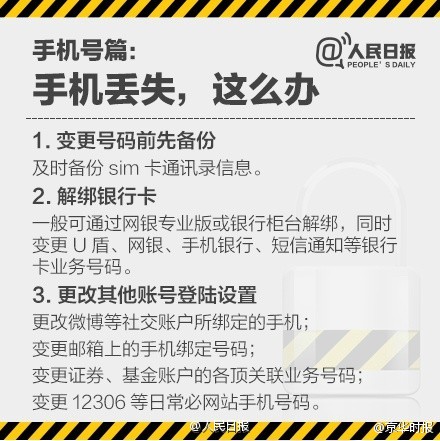 手机号篇:
@人民日报
PEOPLE'S DAILY
手机丢失，这么办
1. 变更号码前先备份
及时备份 sim 卡通讯录信息。
2. 解绑银行卡
一般可通过网银专业版或银行柜台解绑，同时
变更 U 盾、网银、手机银行、短信通知等银行
卡业务号码。
3. 更改其他账号登陆设置
更改微博等社交账户所绑定的手机；
变更邮箱上的手机绑定号码；
变更证券、基金账户的各顶关联业务号码；
变更 12306 等日常必网站手机号码。
@人民日报
@京华时报